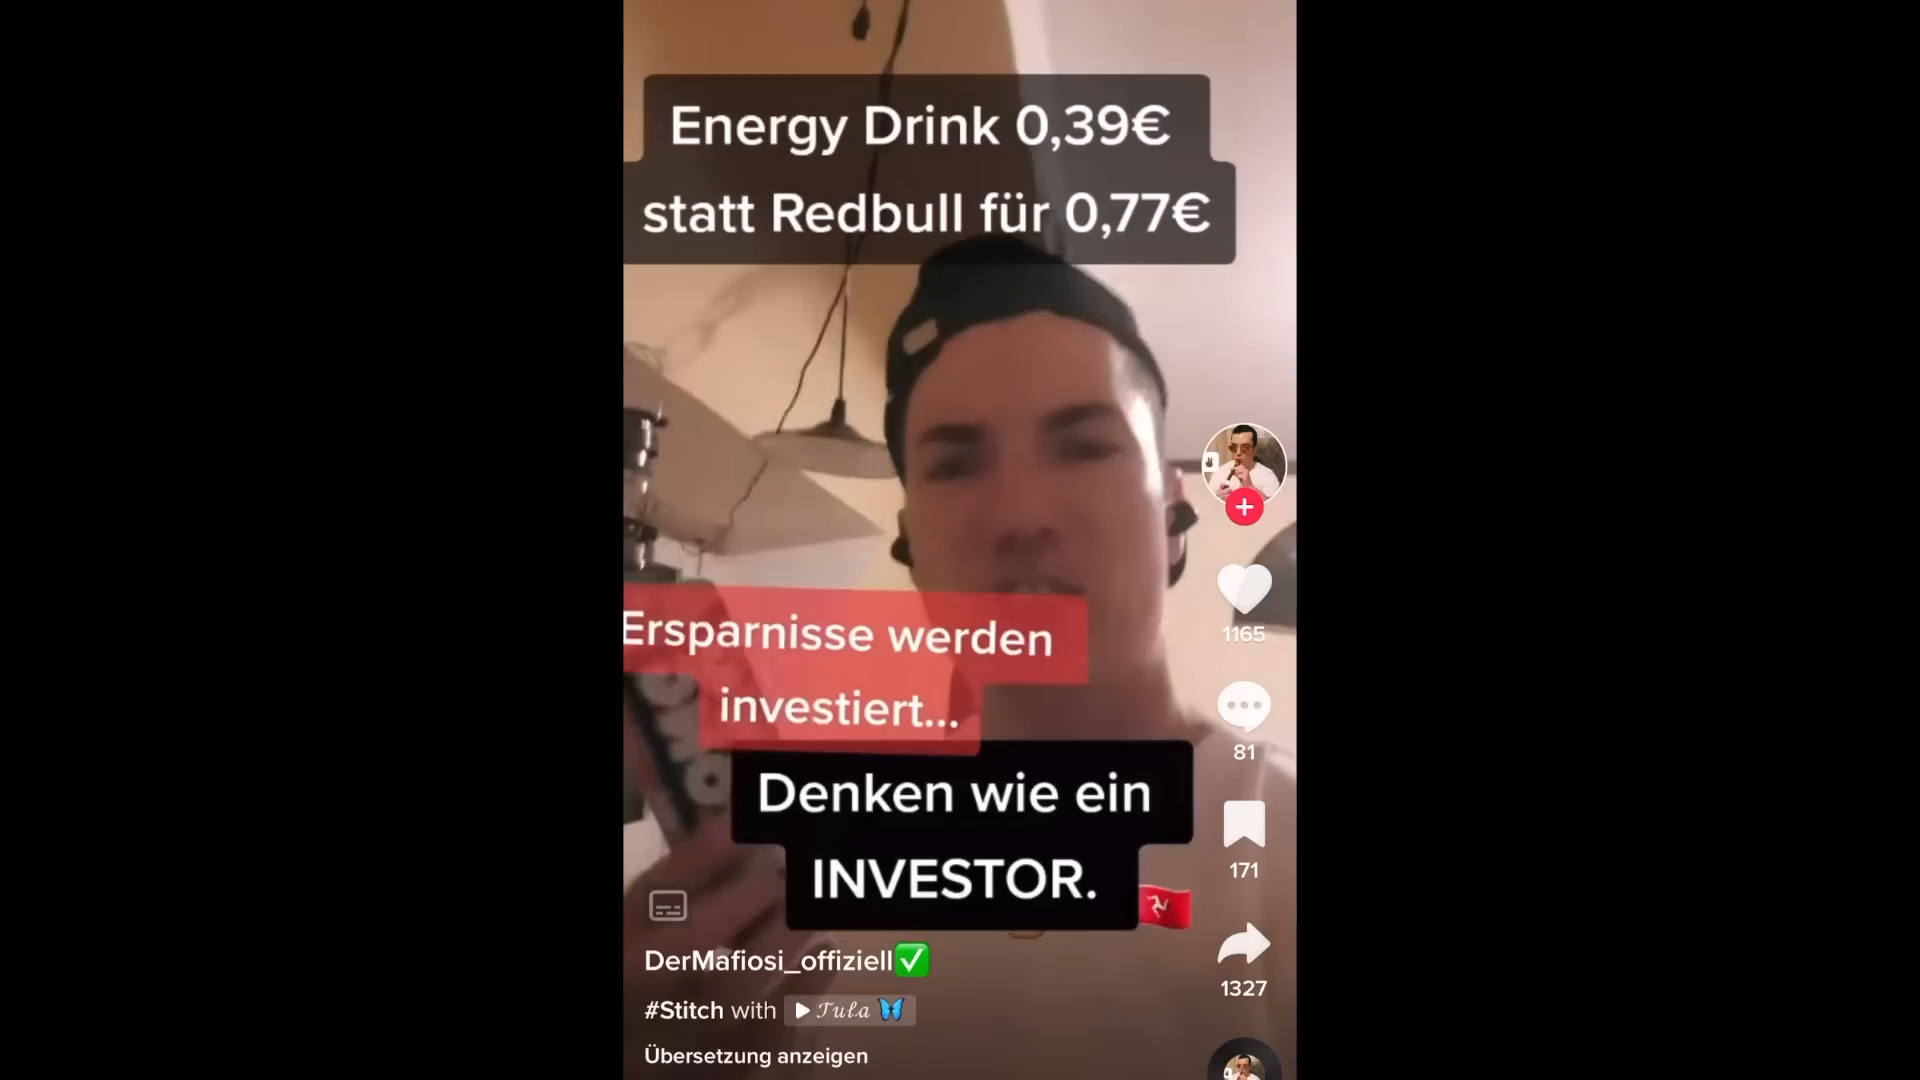 Energy Drink 0,39€
statt Redbull für 0,77€
Ersparnisse werden
investiert...
Denken wie ein
INVESTOR.
1165
81
171
1327
DerMafiosi_offiziell✅
#Stitch with ▶ 𝒯𝓊𝓁𝒶 🦋
Übersetzung anzeigen